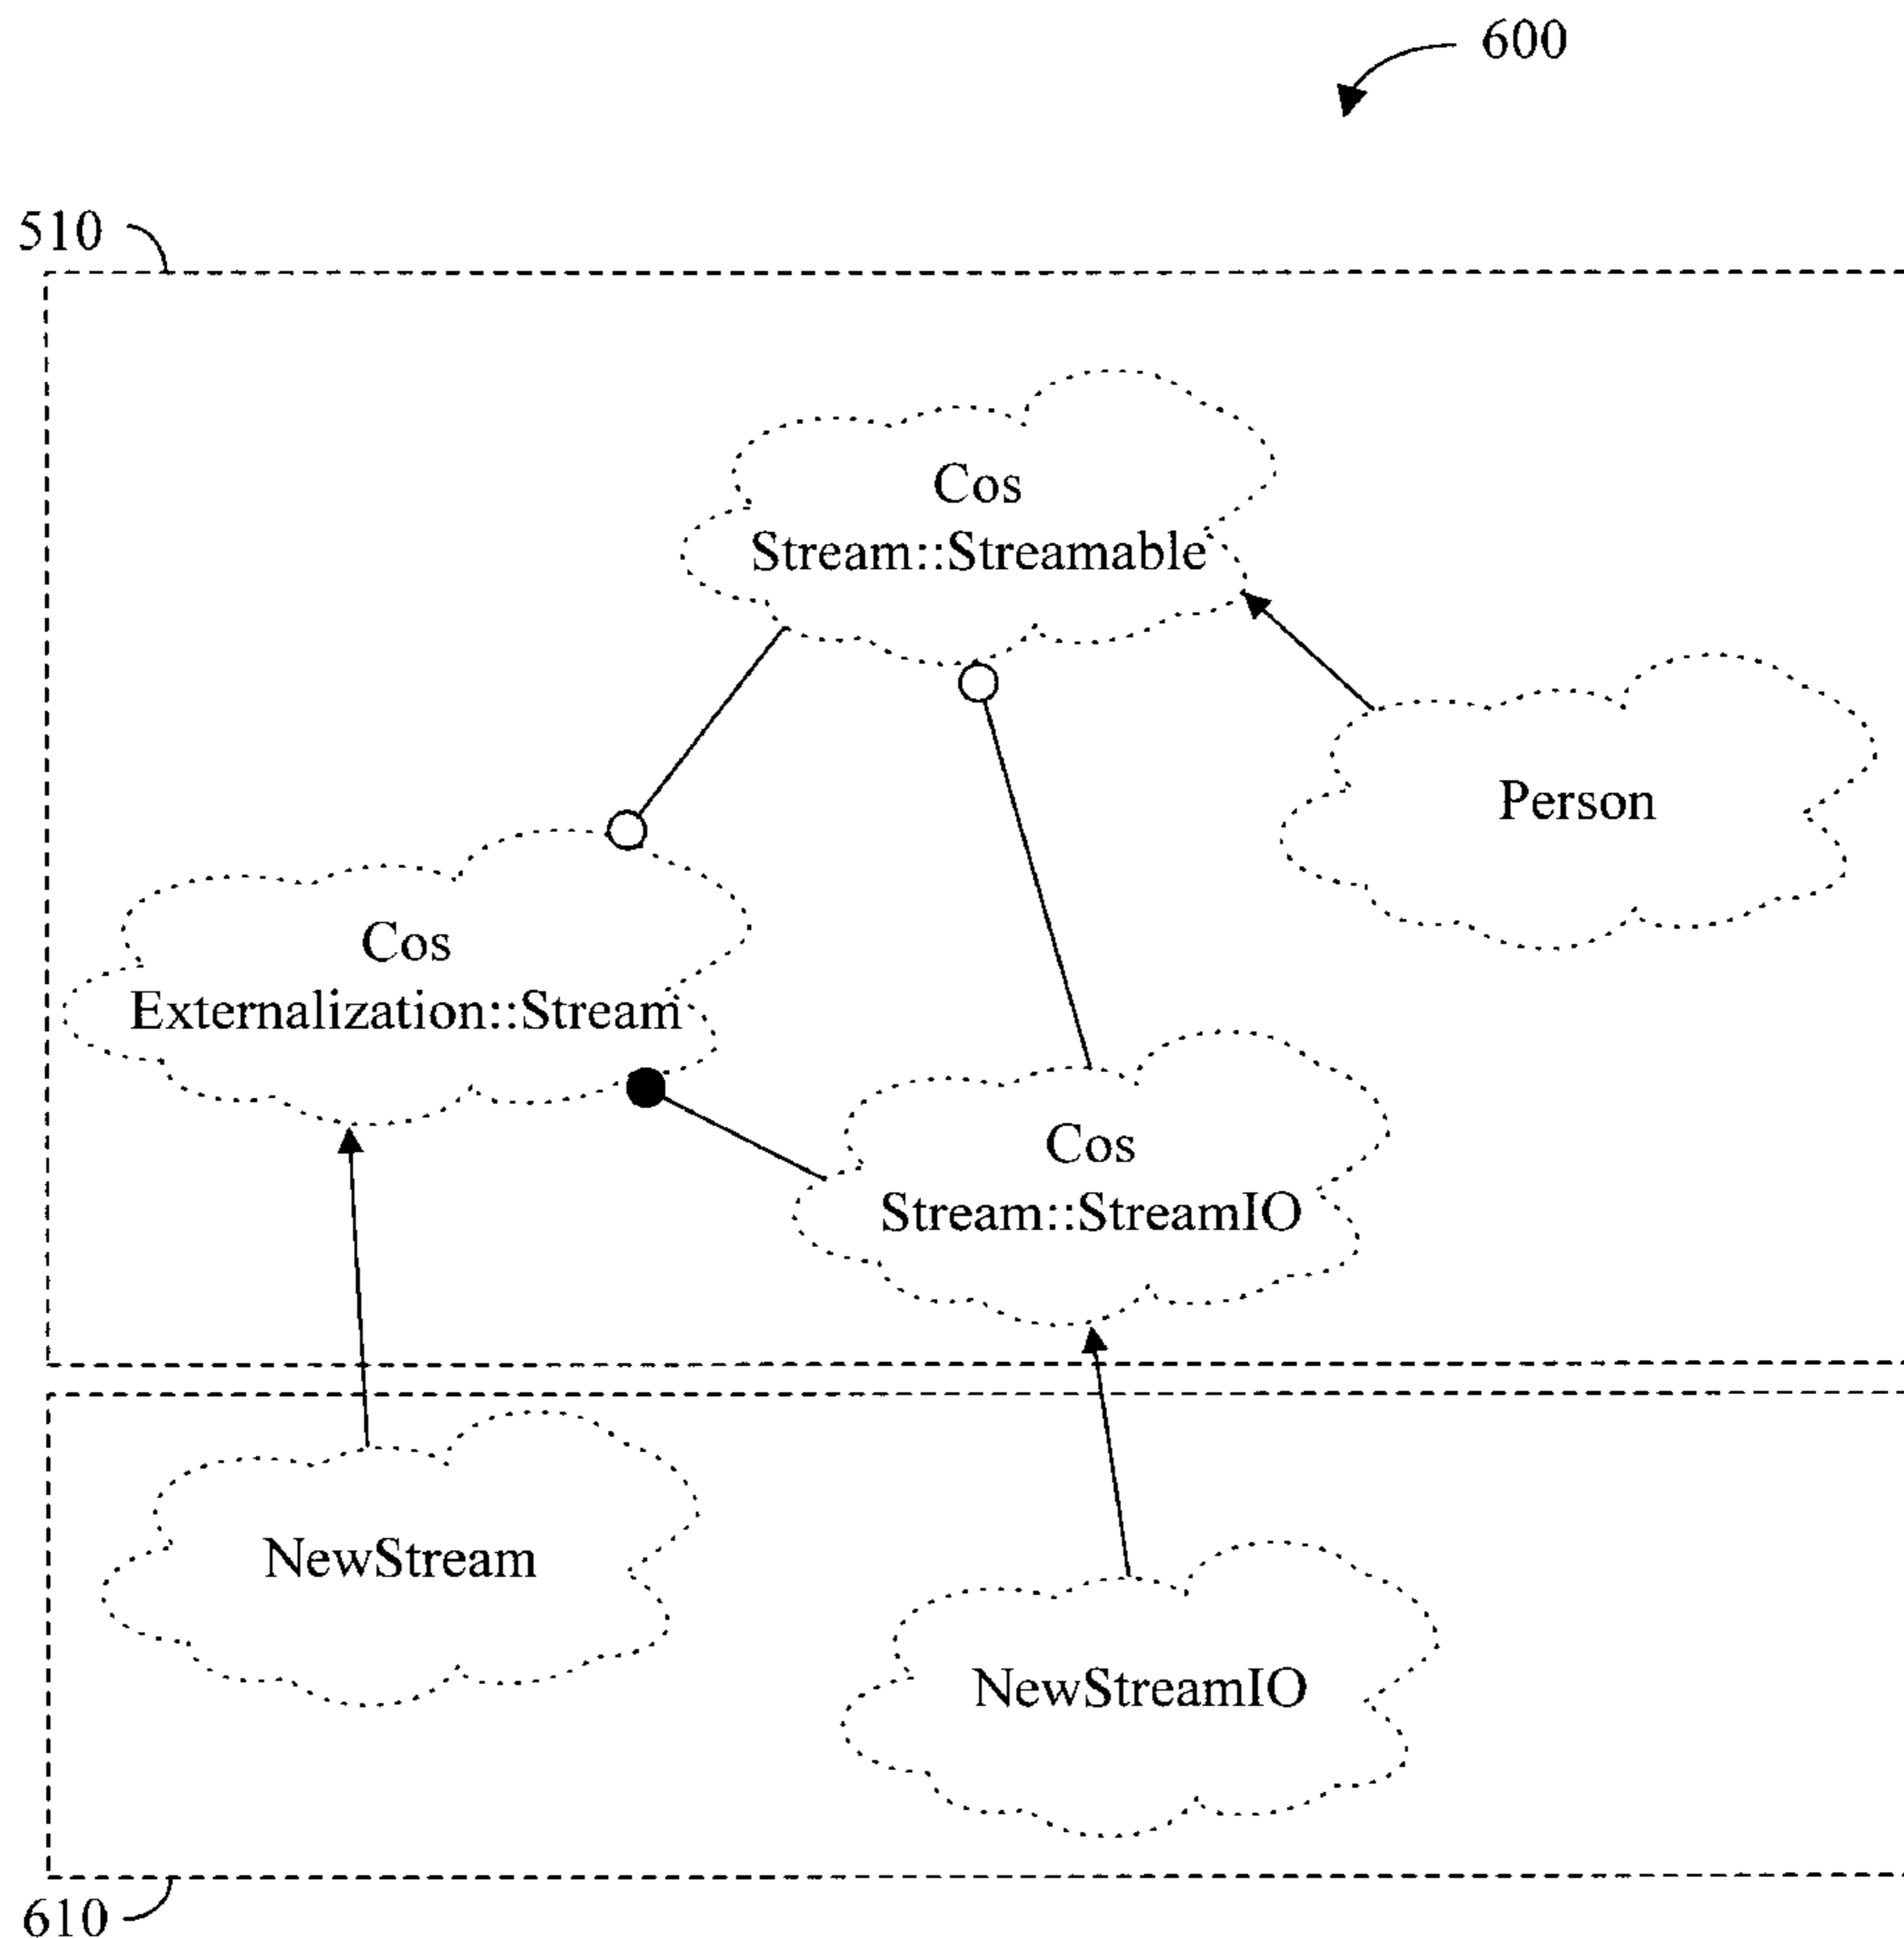 600
510
Cos
Stream::Streamable
Person
Cos
Externalization::Stream
Cos
Stream::StreamIO
NewStream
NewStreamIO
610